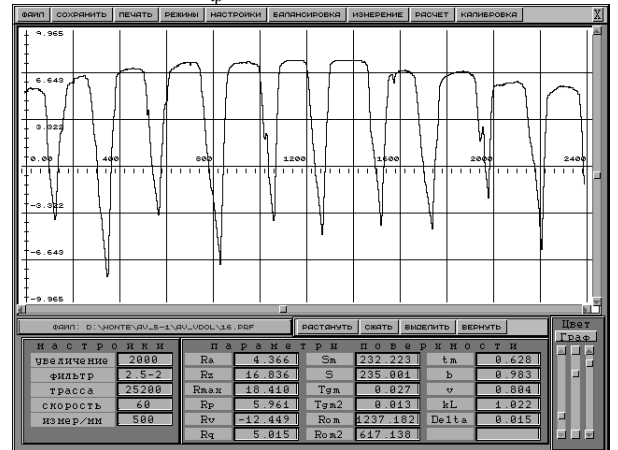 ФАЙЛ СОХРАНИТЬ ПЕЧАТЬ РЕЖИМЫ НАСТРОЙКИ БАЛАНСИРОВКА ИЗМЕРЕНИЕ РАСЧЕТ КАЛИБРОВКА X
9.965
6.643
3.322
0.00 400 800 1200 1600 2000 2400
-3.322
-6.643
-9.965
ФАЙЛ: D:\HONTE\AV_5-1\AV_VDOL\16.PRF РАСТЯНУТЬ СЖАТЬ ВЫДЕЛИТЬ ВЕРНУТЬ Цвет
Граф
настройки параметры поверхности
увеличение 2000 Ra 4.366 Sm 232.223 tm 0.628
фильтр 2.5-2 Rz 16.836 S 235.001 b 0.983
трасса 25200 Rmax 18.410 Tgm 0.027 v 0.804
скорость 60 Rp 5.961 Tgm2 0.013 kL 1.022
измер/мм 500 Rv -12.449 Rom 1237.182 Delta 0.015
Rq 5.015 Rom2 617.138